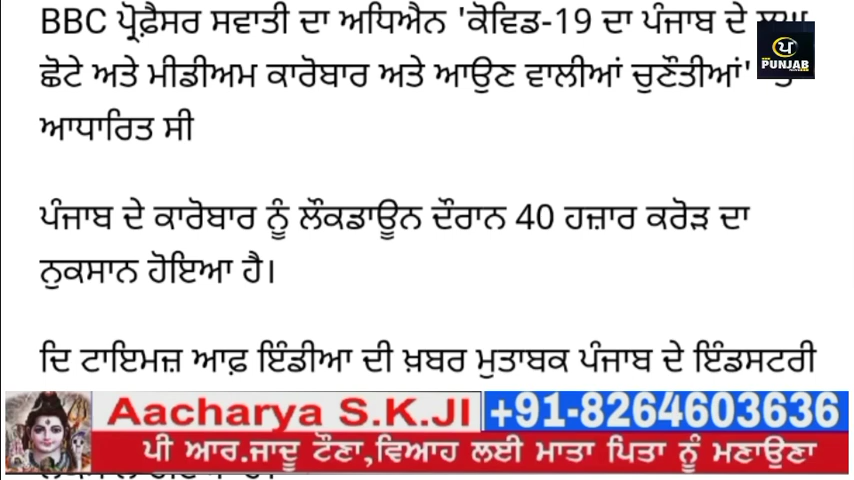 BBC ਪ੍ਰੋਫ਼ੈਸਰ ਸਵਾਤੀ ਦਾ ਅਧਿਐਨ 'ਕੋਵਿਡ-19 ਦਾ ਪੰਜਾਬ ਦੇ
ਛੋਟੇ ਅਤੇ ਮੀਡੀਅਮ ਕਾਰੋਬਾਰ ਅਤੇ ਆਉਣ ਵਾਲੀਆਂ ਚੁਣੌਤੀਆਂ'
ਆਧਾਰਿਤ ਸੀ
ਪੰਜਾਬ ਦੇ ਕਾਰੋਬਾਰ ਨੂੰ ਲੌਕਡਾਊਨ ਦੌਰਾਨ 40 ਹਜ਼ਾਰ ਕਰੋੜ ਦਾ
ਨੁਕਸਾਨ ਹੋਇਆ ਹੈ।
ਦਿ ਟਾਇਮਜ਼ ਆਫ਼ ਇੰਡੀਆ ਦੀ ਖ਼ਬਰ ਮੁਤਾਬਕ ਪੰਜਾਬ ਦੇ ਇੰਡਸਟਰੀ
ਪੰ
PUNJAB
Aacharya S.K.JI +91-8264603636
ਪੀ ਆਰ.ਜਾਦੂ ਟੌਣਾ,ਵਿਆਹ ਲਈ ਮਾਤਾ ਪਿਤਾ ਨੂੰ ਮਣਾਉਣਾ